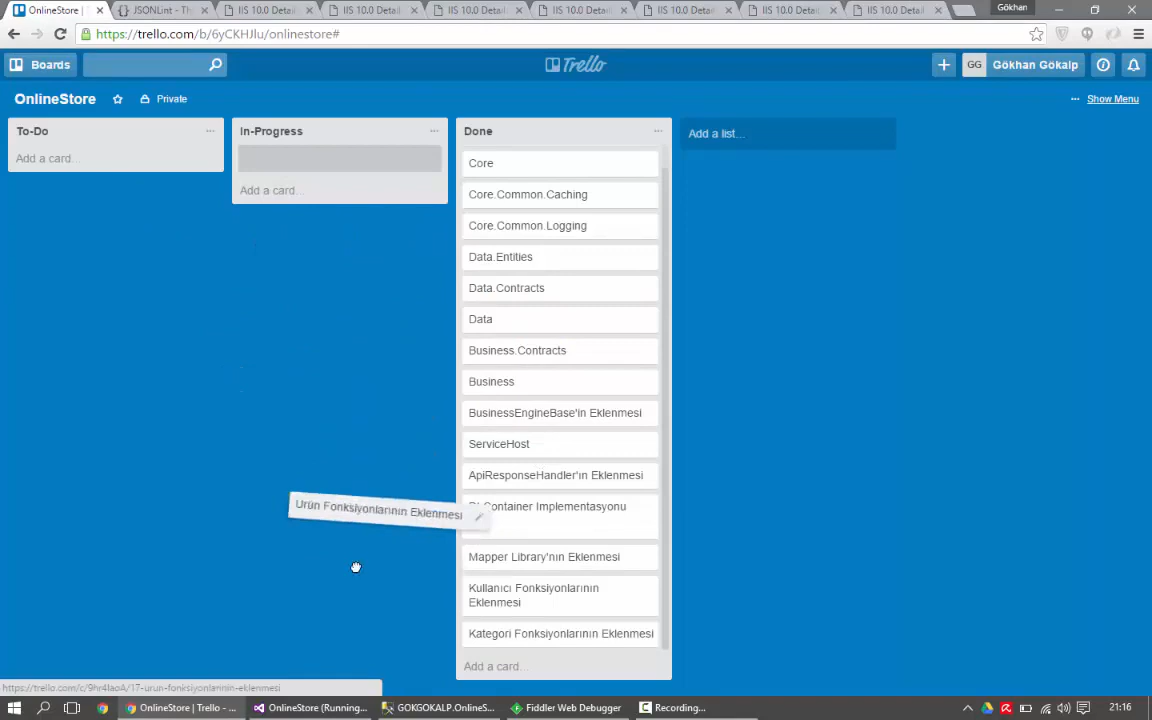 OnlineStore |
JSONLint - Th
IIS 10.0 Detail
IIS 10.0 Detail
IIS 10.0 Detail
IIS 10.0 Detail
IIS 10.0 Detail
IIS 10.0 Detail
IIS 10.0 Detail
Gökhan
https://trello.com/b/6yCKHJlu/onlinestore#
Boards
Trello
GG
Gökhan Gökalp
OnlineStore
Private
Show Menu
To-Do
In-Progress
Done
Add a list...
Add a card...
Add a card...
Core
Core.Common.Caching
Core.Common.Logging
Data.Entities
Data.Contracts
Data
Business.Contracts
Business
BusinessEngineBase'in Eklenmesi
ServiceHost
ApiResponseHandler'ın Eklenmesi
Container Implementasyonu
Ürün Fonksiyonlarının Eklenmesi
Mapper Library'nın Eklenmesi
Kullanıcı Fonksiyonlarının
Eklenmesi
Kategori Fonksiyonlarının Eklenmesi
Add a card...
https://trello.com/c/9hr4IaoA/17-urun-fonksiyonlarinin-eklenmesi
OnlineStore | Trello - ...
OnlineStore (Running...
GOKGOKALP.OnlineS...
Fiddler Web Debugger
Recording...
21:16